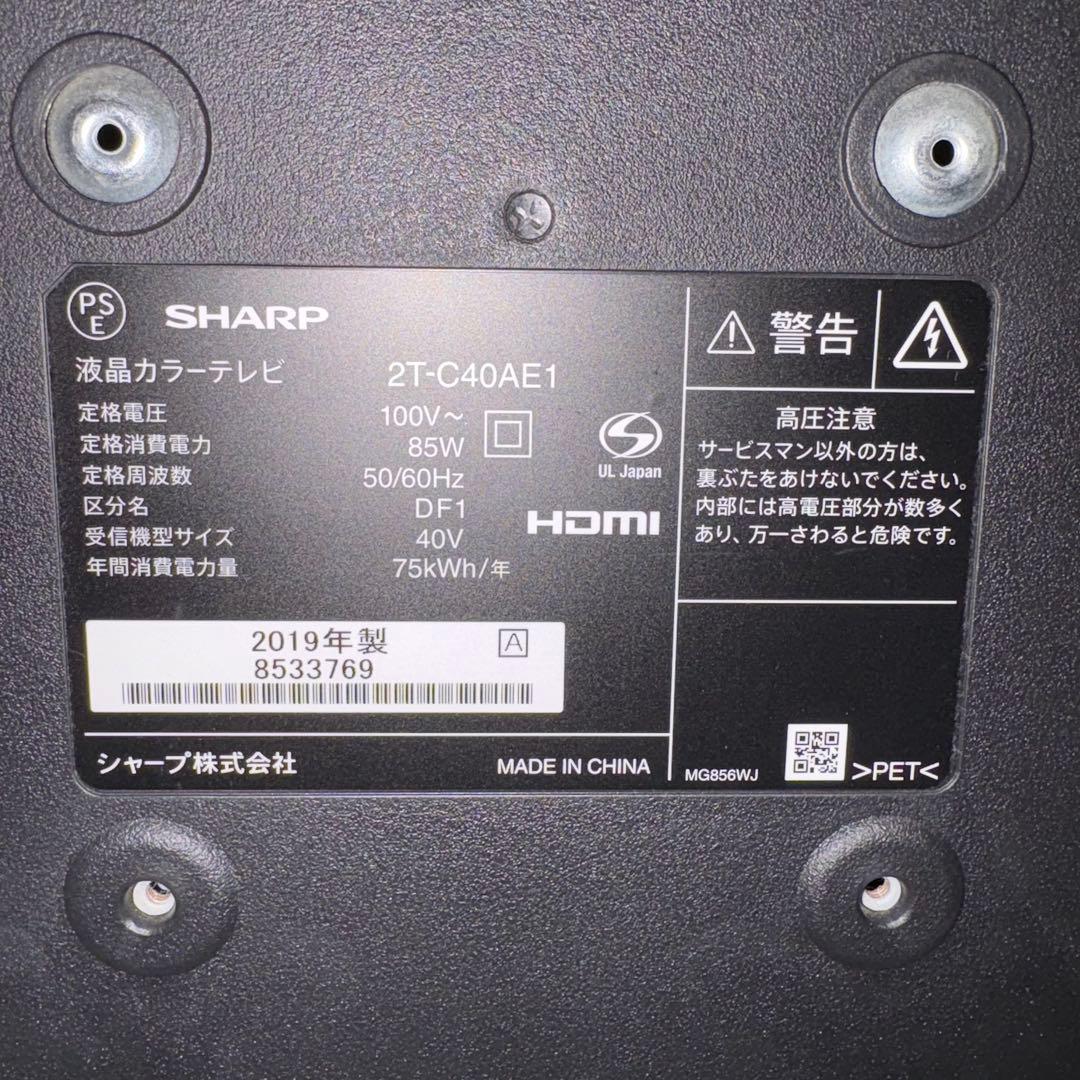 PS
E
SHARP
液晶カラーテレビ 2T-C40AE1
定格電圧 100V～
定格消費電力 85W
定格周波数 50/60Hz
区分名 DF1
受信機型サイズ 40V
年間消費電力量 75kWh/年
UL Japan
HDMI
2019年製 A
8533769
シャープ株式会社 MADE IN CHINA
警告
高圧注意
サービスマン以外の方は、
裏ぶたをあけないでください。
内部には高電圧部分が数多く
あり、万一さわると危険です。
MG856WJ >PET<